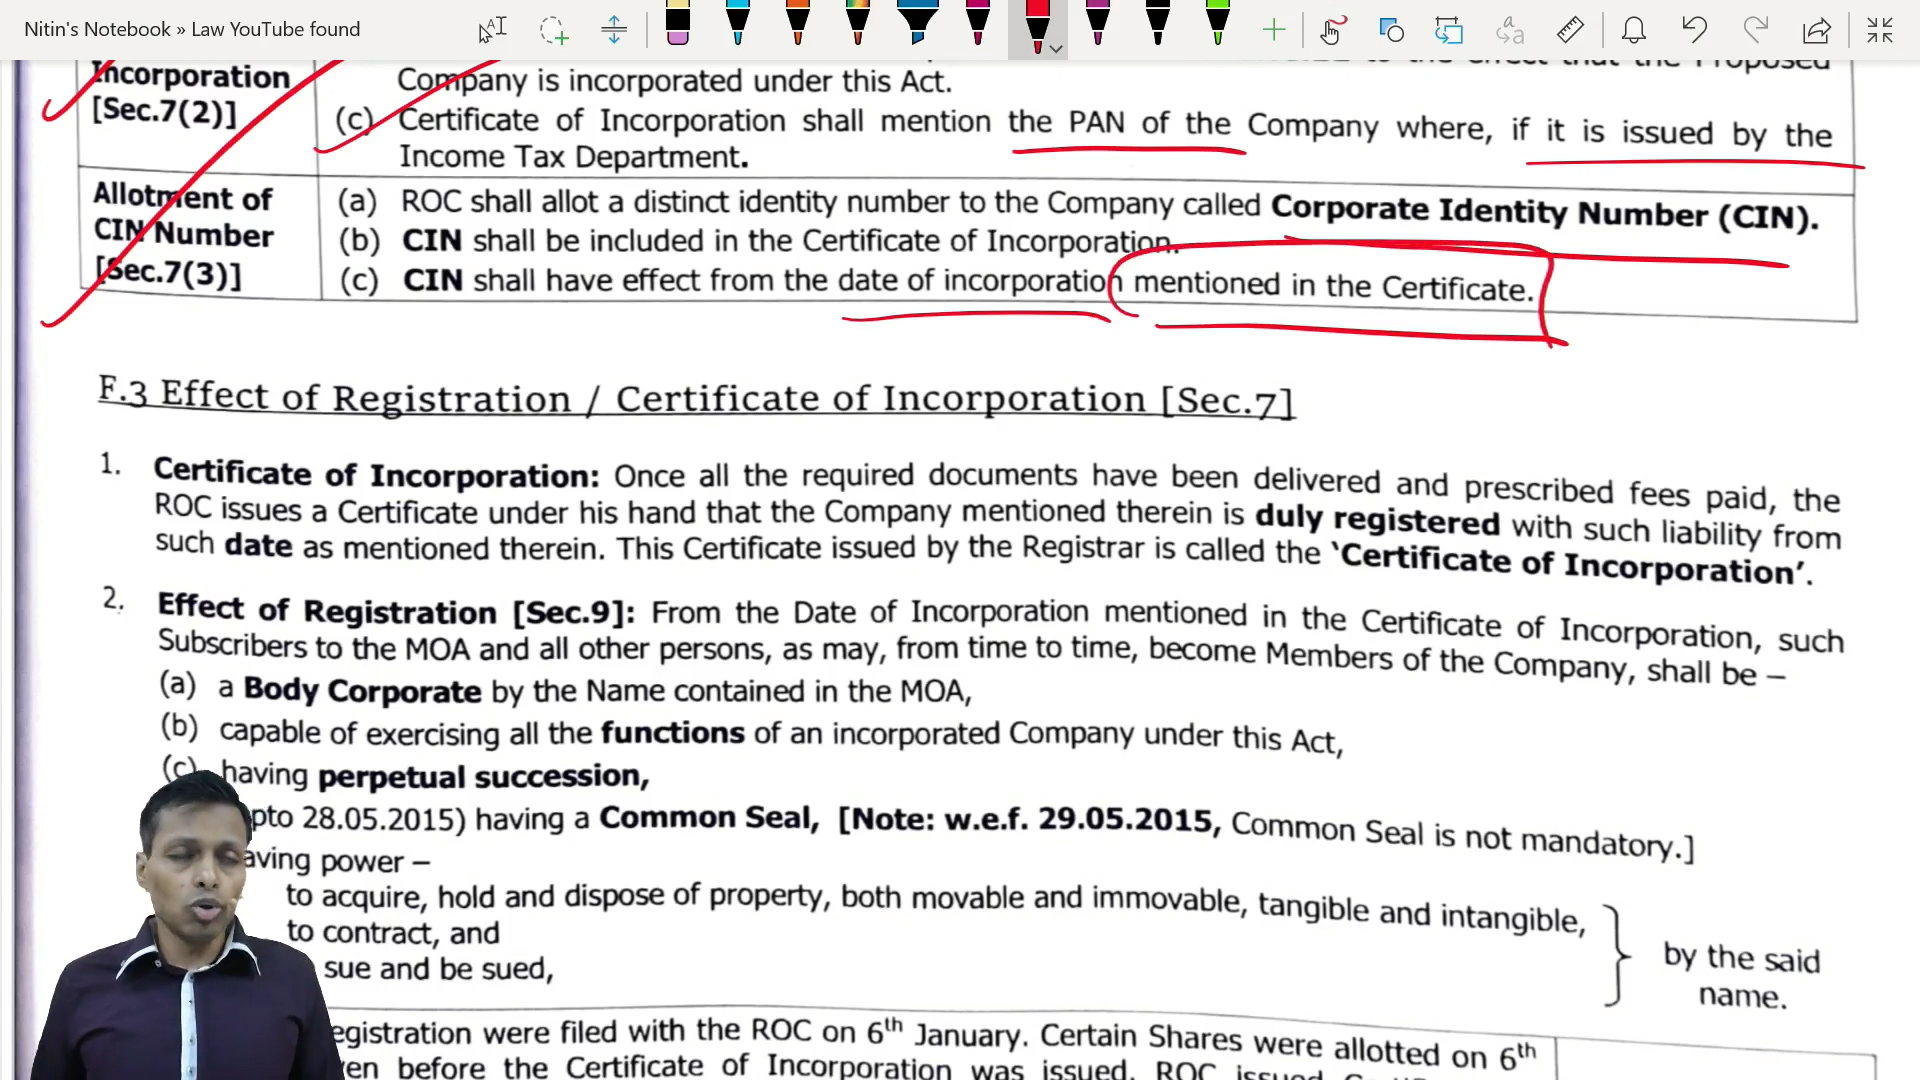 Nitin's Notebook » Law YouTube found
Incorporation
[Sec.7(2)]
to the effect that the Proposed
Company is incorporated under this Act.
(c) Certificate of Incorporation shall mention the PAN of the Company where, if it is issued by the
Income Tax Department.
Allotment of
CIN Number
[Sec.7(3)]
(a) ROC shall allot a distinct identity number to the Company called Corporate Identity Number (CIN).
(b) CIN shall be included in the Certificate of Incorporation.
(c) CIN shall have effect from the date of incorporation mentioned in the Certificate.
F.3 Effect of Registration / Certificate of Incorporation [Sec.7]
1. Certificate of Incorporation: Once all the required documents have been delivered and prescribed fees paid, the
ROC issues a Certificate under his hand that the Company mentioned therein is duly registered with such liability from
such date as mentioned therein. This Certificate issued by the Registrar is called the 'Certificate of Incorporation'.
2. Effect of Registration [Sec.9]: From the Date of Incorporation mentioned in the Certificate of Incorporation, such
Subscribers to the MOA and all other persons, as may, from time to time, become Members of the Company, shall be –
(a) a Body Corporate by the Name contained in the MOA,
(b) capable of exercising all the functions of an incorporated Company under this Act,
(c) having perpetual succession,
pto 28.05.2015) having a Common Seal, [Note: w.e.f. 29.05.2015, Common Seal is not mandatory.]
aving power –
to acquire, hold and dispose of property, both movable and immovable, tangible and intangible,
to contract, and
sue and be sued,
by the said
name.
egistration were filed with the ROC on 6th January. Certain Shares were allotted on 6th
en before the Certificate of Incorporation was issued. ROC issued